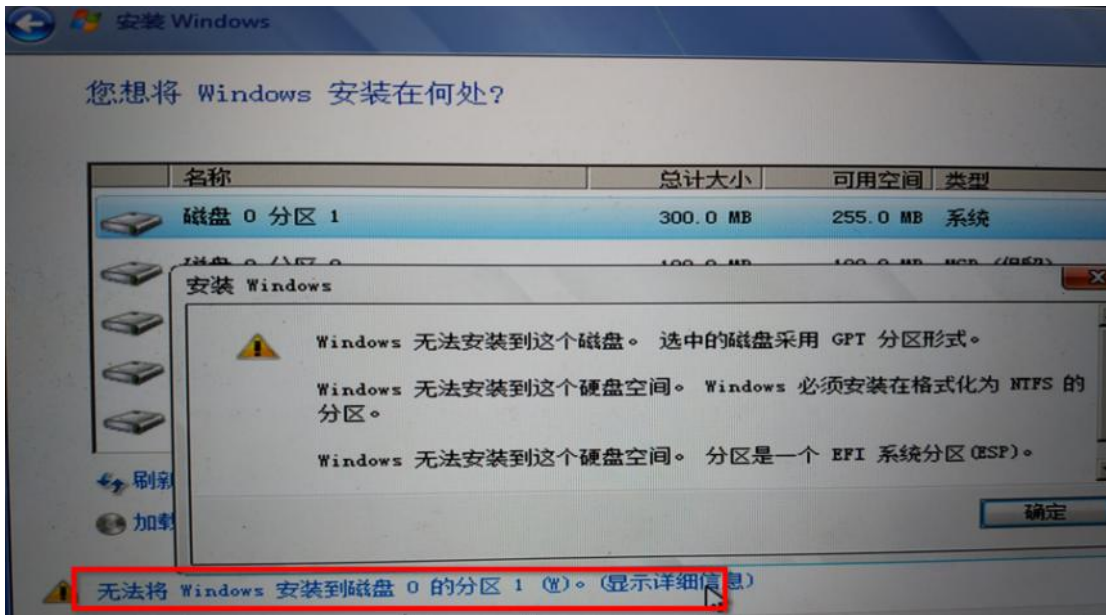 安装 Windows
您想将 Windows 安装在何处?
名称 总计大小 可用空间 类型
磁盘 0 分区 1 300.0 MB 255.0 MB 系统
安装 Windows
Windows 无法安装到这个磁盘。 选中的磁盘采用 GPT 分区形式。
Windows 无法安装到这个硬盘空间。 Windows 必须安装在格式化为 NTFS 的
分区。
Windows 无法安装到这个硬盘空间。 分区是一个 EFI 系统分区(ESP)。
刷新
加载
确定
无法将 Windows 安装到磁盘 0 的分区 1 (W)。(显示详细信息)